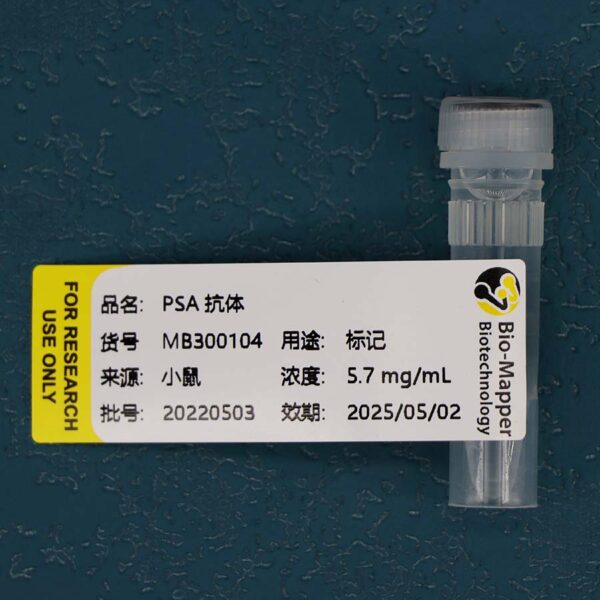 FOR RESEARCH
USE ONLY
品名: PSA 抗体
货号 MB300104 用途: 标记
来源: 小鼠 浓度: 5.7 mg/mL
批号: 20220503 效期: 2025/05/02
Bio-Mapper
Biotechnology